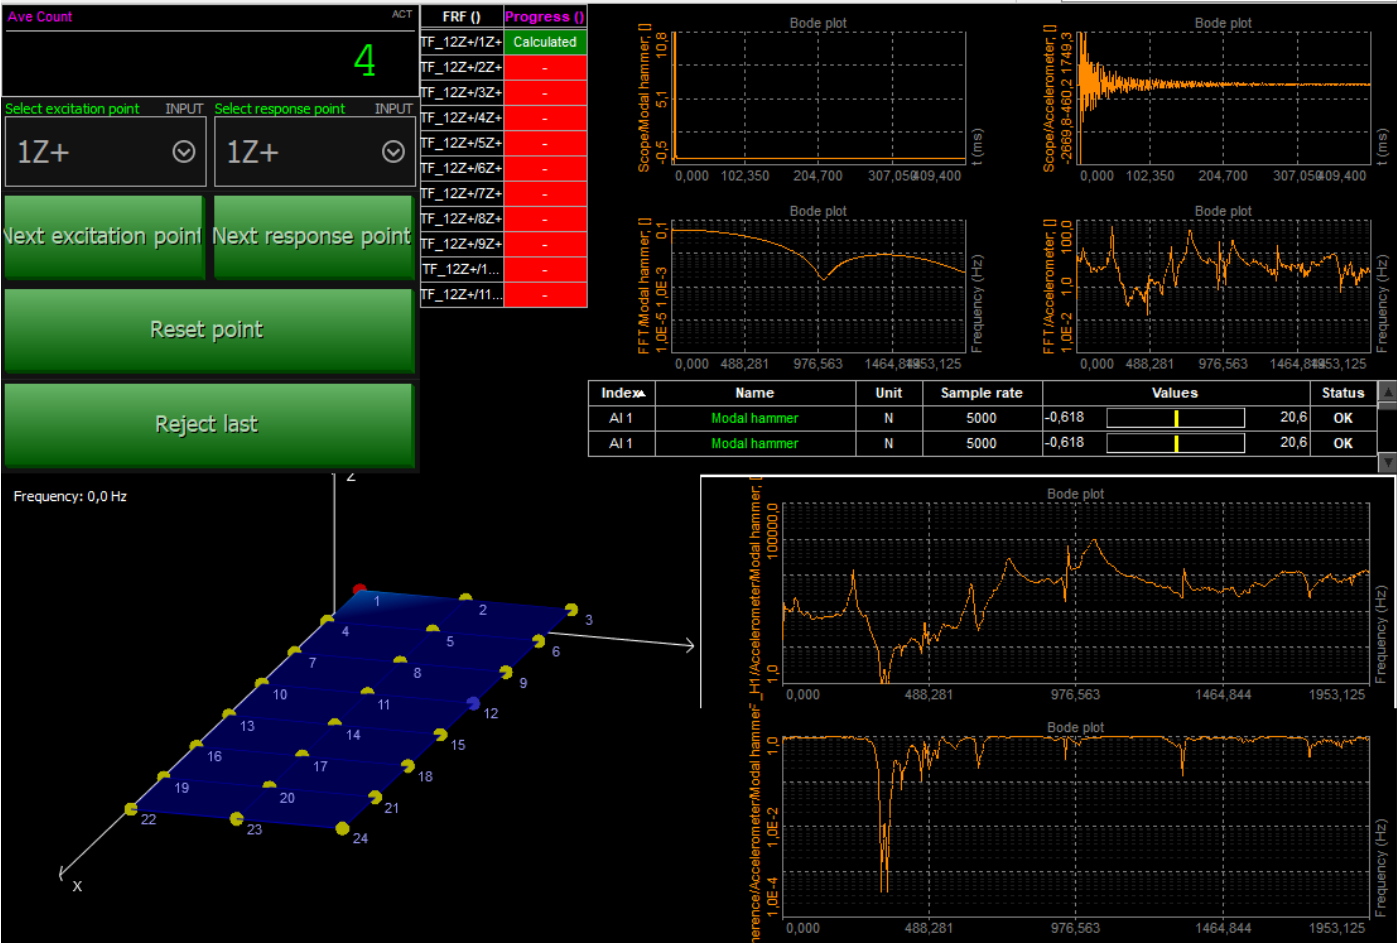 Ave Count ACT
4
Select excitation point INPUT Select response point INPUT
1Z+ 1Z+
Next excitation point Next response point
Reset point
Reject last
FRF () Progress ()
TF_12Z+/1Z+ Calculated
TF_12Z+/2Z+ -
TF_12Z+/3Z+ -
TF_12Z+/4Z+ -
TF_12Z+/5Z+ -
TF_12Z+/6Z+ -
TF_12Z+/7Z+ -
TF_12Z+/8Z+ -
TF_12Z+/9Z+ -
TF_12Z+/1... -
TF_12Z+/11... -
Bode plot
Scope/Modal hammer; []
10,8
5,1
-0,5
0,000 102,350 204,700 307,050 409,400
t (ms)
Bode plot
Scope/Accelerometer; []
-2669,8 -460,2 1749,3
0,000 102,350 204,700 307,050 409,400
t (ms)
Bode plot
FFT/Modal hammer; []
0,1
1,0E-3
1,0E-5
0,000 488,281 976,563 1464,844 1953,125
Frequency (Hz)
Bode plot
FFT/Accelerometer; []
100,0
1,0
1,0E-2
0,000 488,281 976,563 1464,844 1953,125
Frequency (Hz)
Index Name Unit Sample rate Values Status
AI 1 Modal hammer N 5000 -0,618 20,6 OK
AI 1 Modal hammer N 5000 -0,618 20,6 OK
Frequency: 0,0 Hz
Z
1
2
3
4
5
6
7
8
9
10
11
12
13
14
15
16
17
18
19
20
21
22
23
24
X
Bode plot
F_H1/Accelerometer/Modal hammer; [
100000,0
1,0
0,000 488,281 976,563 1464,844 1953,125
Frequency (Hz)
Bode plot
herence/Accelerometer/Modal hammer
1,0
1,0E-2
1,0E-4
0,000 488,281 976,563 1464,844 1953,125
Frequency (Hz)